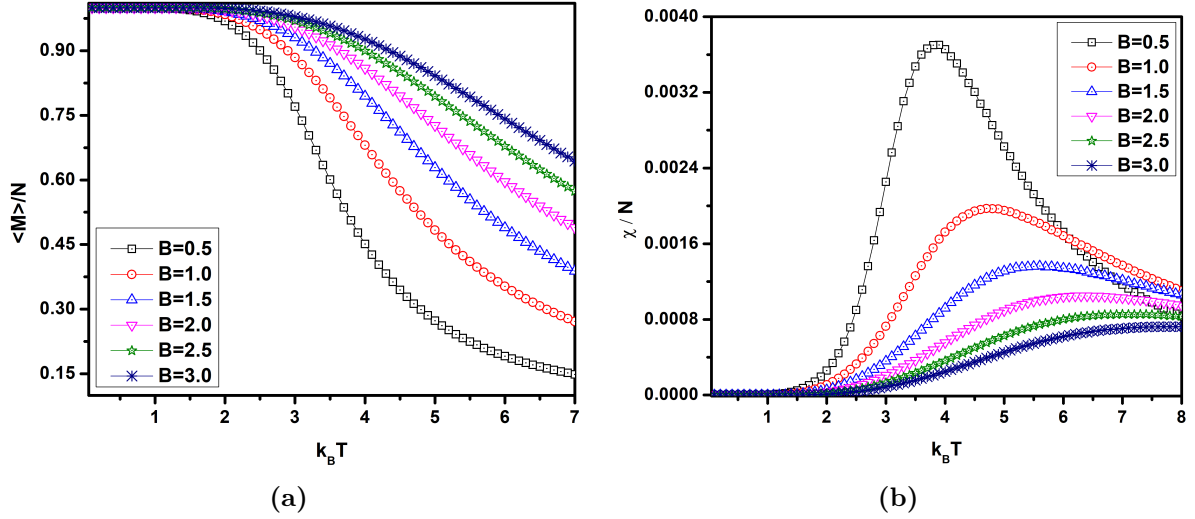 0.90
0.75
0.60
0.45
0.30
0.15
<M>/N
B=0.5
B=1.0
B=1.5
B=2.0
B=2.5
B=3.0
1 2 3 4 5 6 7
k_B T
(a)
0.0040
0.0032
0.0024
0.0016
0.0008
0.0000
χ / N
B=0.5
B=1.0
B=1.5
B=2.0
B=2.5
B=3.0
1 2 3 4 5 6 7 8
k_B T
(b)